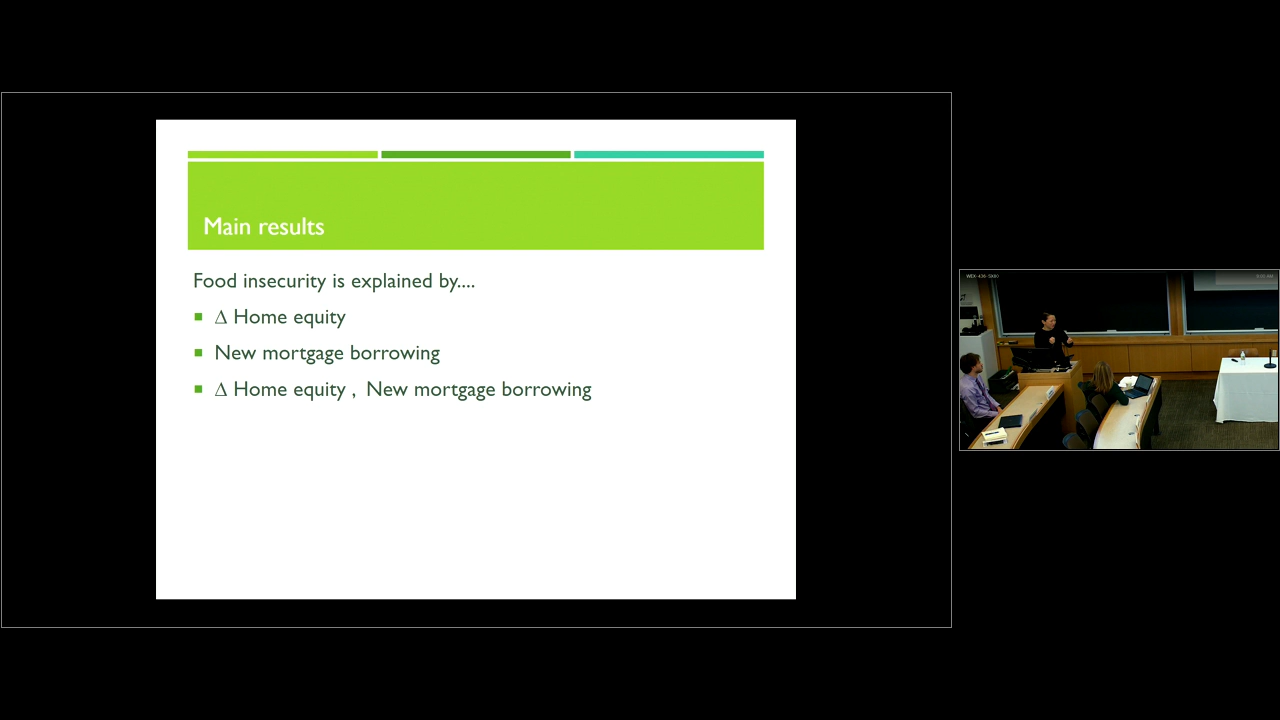 Main results
Food insecurity is explained by....
Δ Home equity
New mortgage borrowing
Δ Home equity , New mortgage borrowing